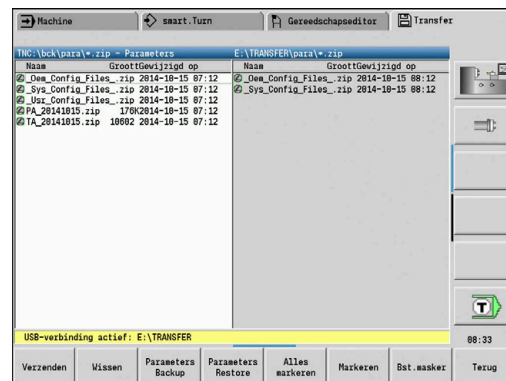 Machine smart.Turn Gereedschapseditor Transfer
TNC:\bck\para\*.zip - Parameters E:\TRANSFER\para\*.zip
Naam GroottGewijzigd op Naam GroottGewijzigd op
_Oem_Config_Files_.zip 2014-10-15 07:12 _Oem_Config_Files_.zip 2014-10-15 08:12
_Sys_Config_Files_.zip 2014-10-15 07:12 _Sys_Config_Files_.zip 2014-10-15 08:12
_Usr_Config_Files_.zip 2014-10-15 07:12
PA_20141015.zip 176K2014-10-15 07:12
TA_20141015.zip 10602 2014-10-15 07:12
T
USB-verbinding actief: E:\TRANSFER
08:33
Verzenden Wissen Parameters Backup Parameters Restore Alles markeren Markeren Bst.masker Terug